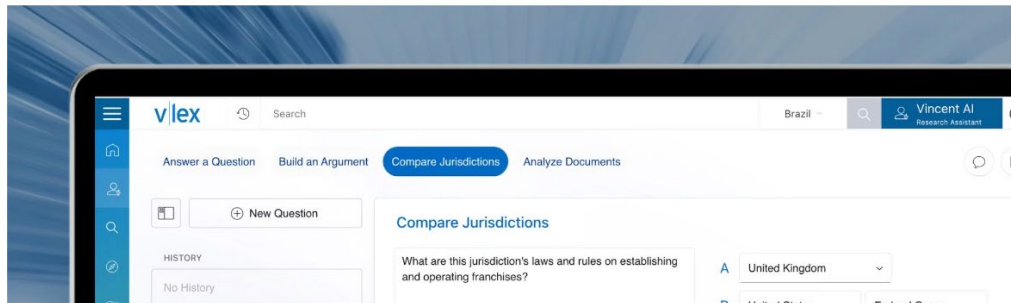 v|lex
Search
Brazil
Vincent AI
Research Assistant
Answer a Question
Build an Argument
Compare Jurisdictions
Analyze Documents
New Question
Compare Jurisdictions
HISTORY
No History
What are this jurisdiction's laws and rules on establishing
and operating franchises?
A
United Kingdom